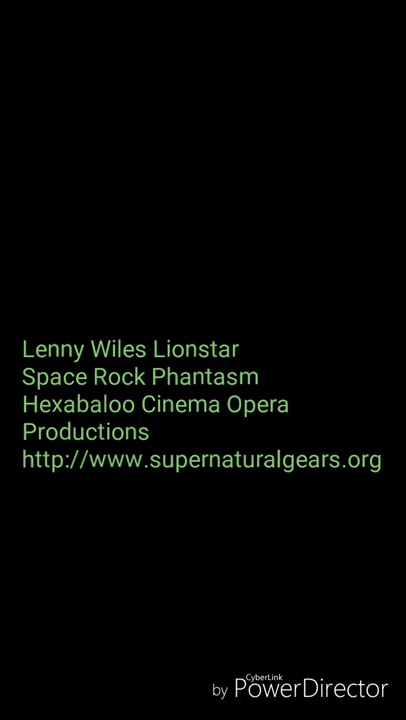 Lenny Wiles Lionstar
Space Rock Phantasm
Hexabaloo Cinema Opera
Productions
http://www.supernaturalgears.org
CyberLink
by PowerDirector